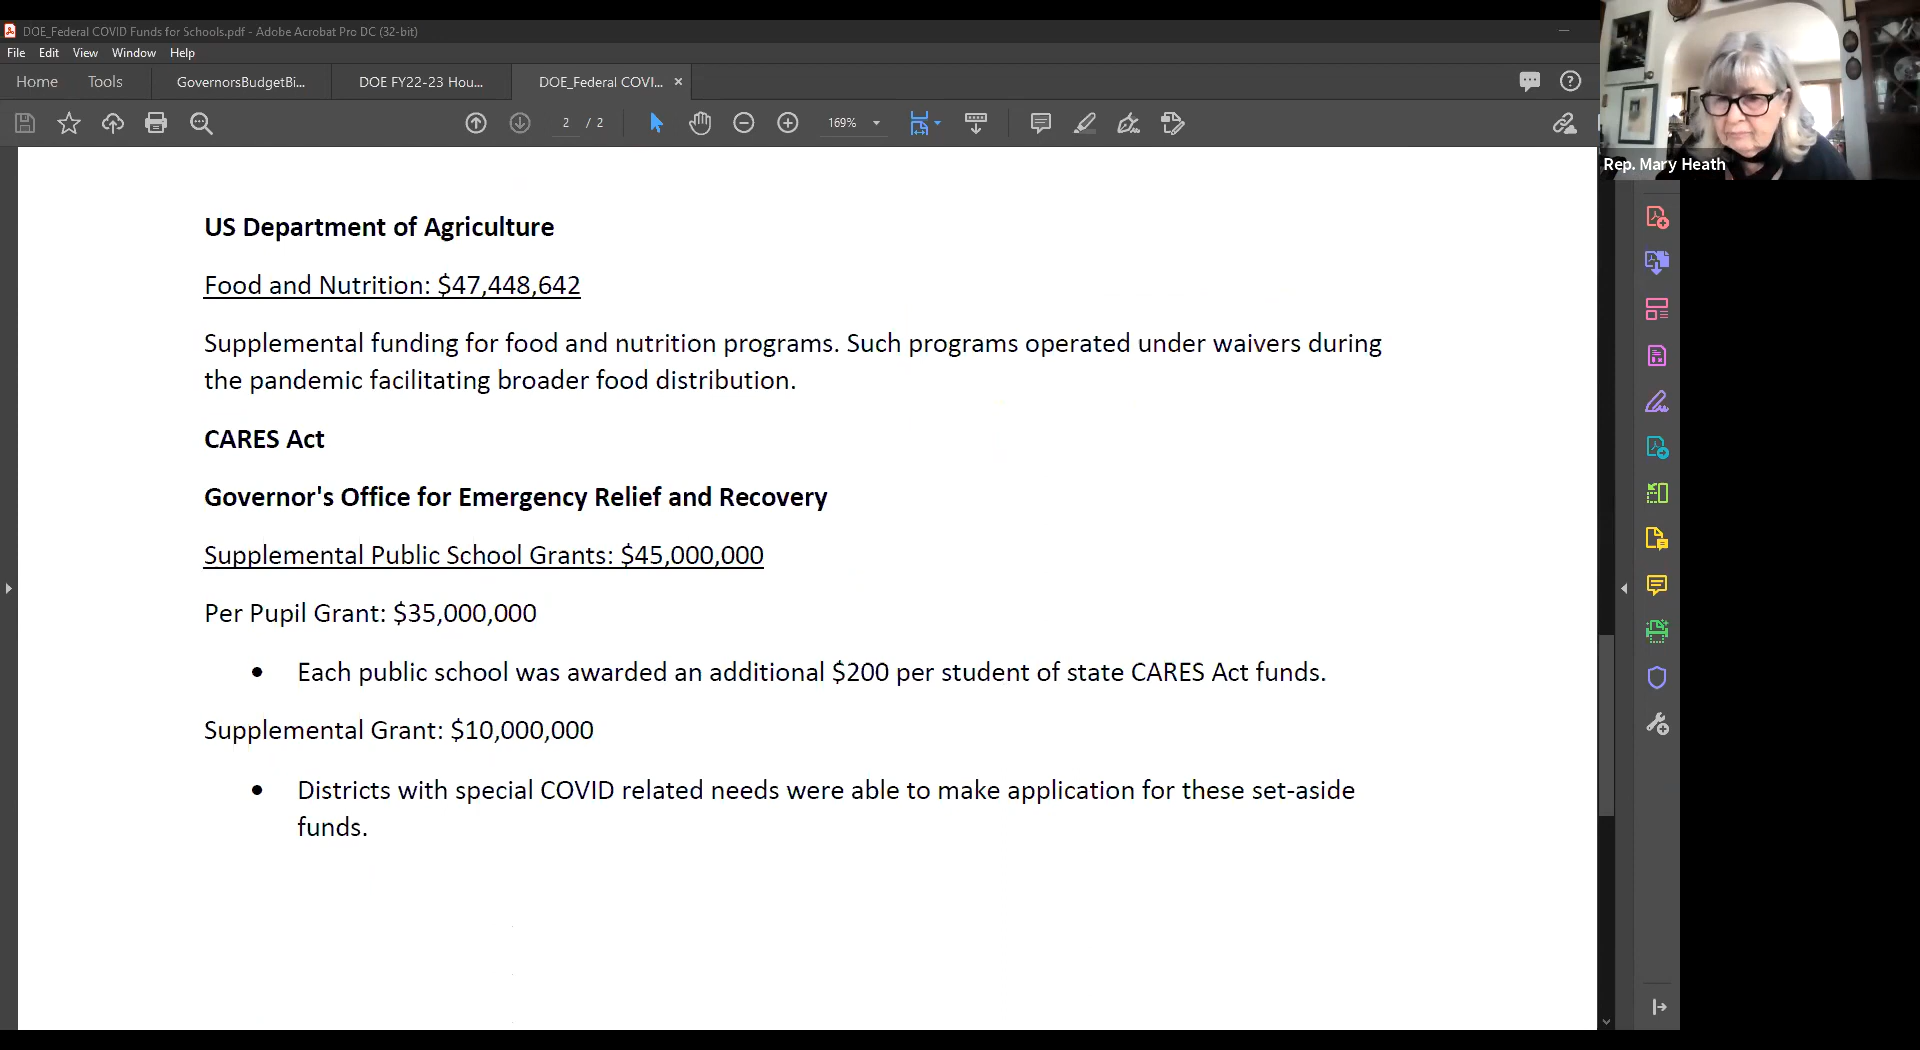 DOE_Federal COVID Funds for Schools.pdf - Adobe Acrobat Pro DC (32-bit)
File Edit View Window Help
Home Tools GovernorsBudgetBi... DOE FY22-23 Hou... DOE_Federal COVI... ×
2 / 2 169%
Rep. Mary Heath
US Department of Agriculture
Food and Nutrition: $47,448,642
Supplemental funding for food and nutrition programs. Such programs operated under waivers during
the pandemic facilitating broader food distribution.
CARES Act
Governor's Office for Emergency Relief and Recovery
Supplemental Public School Grants: $45,000,000
Per Pupil Grant: $35,000,000
• Each public school was awarded an additional $200 per student of state CARES Act funds.
Supplemental Grant: $10,000,000
• Districts with special COVID related needs were able to make application for these set-aside
funds.